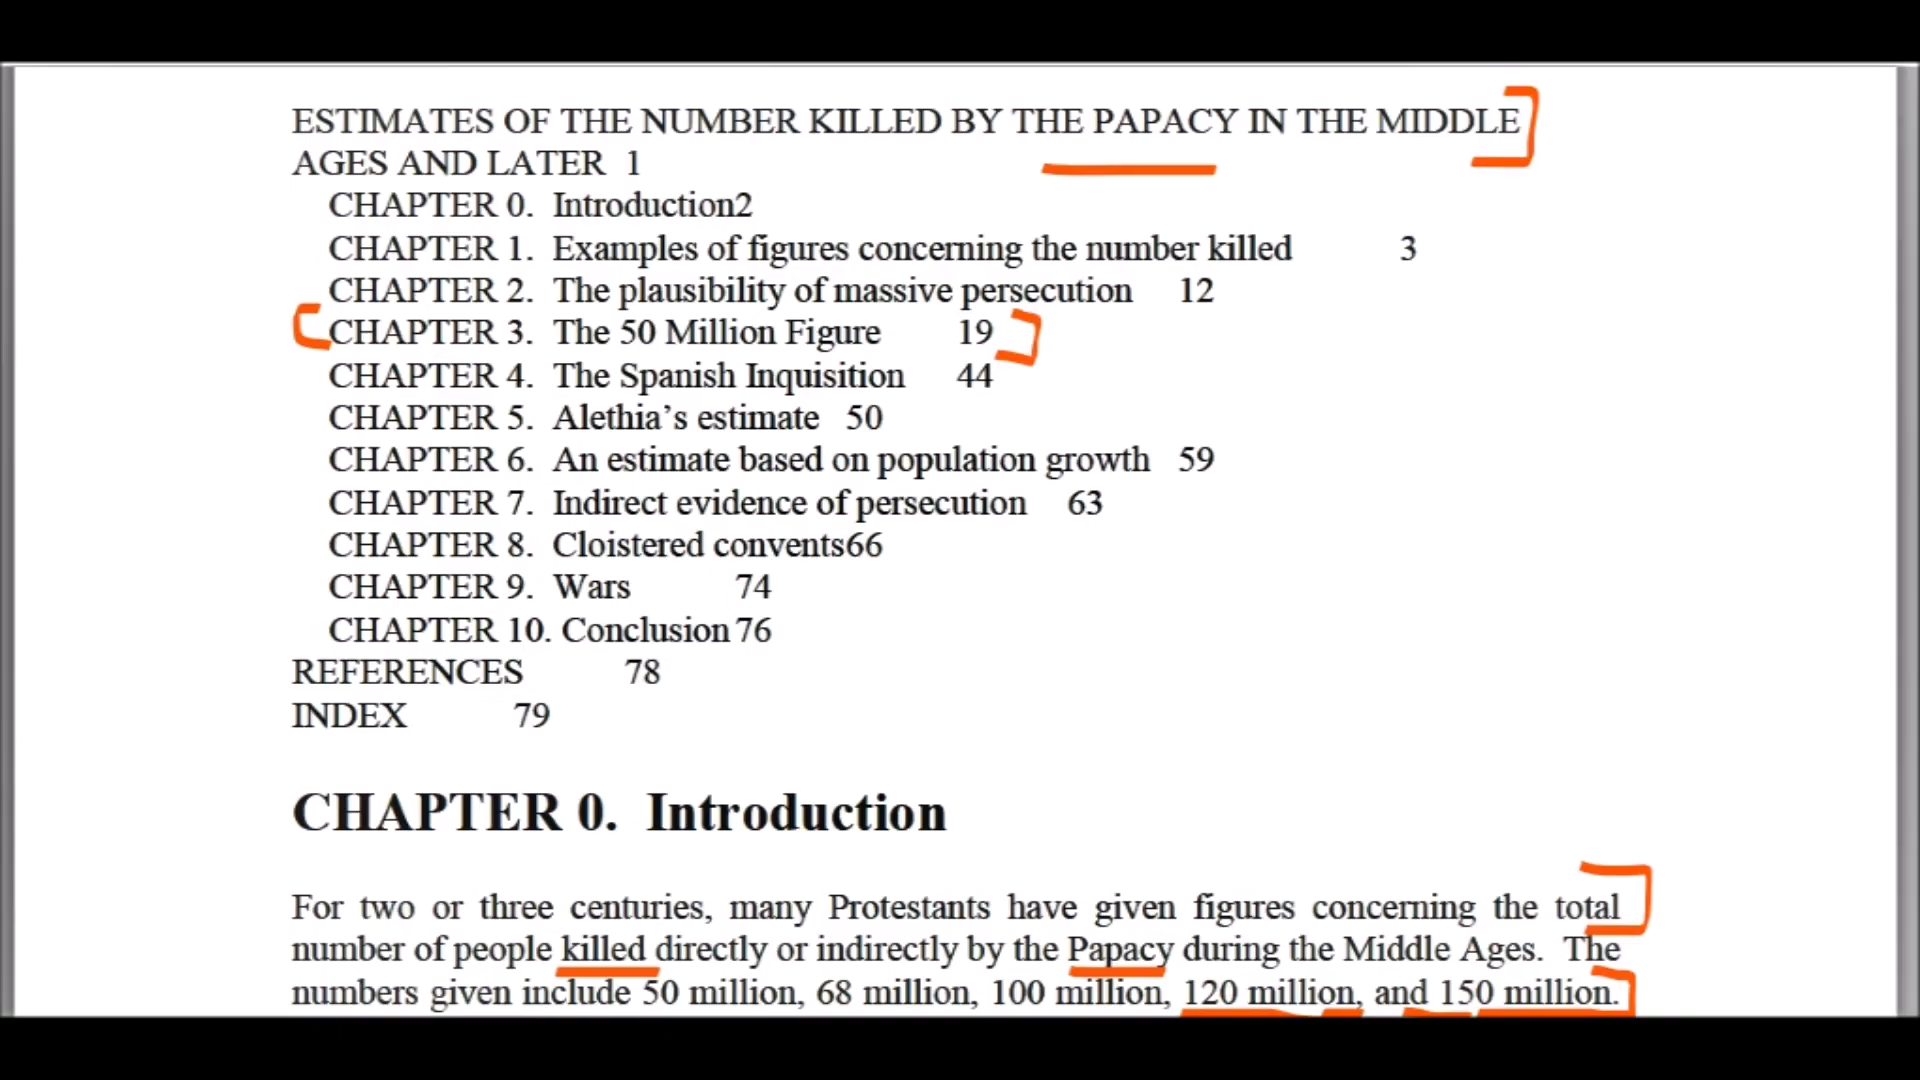 ESTIMATES OF THE NUMBER KILLED BY THE PAPACY IN THE MIDDLE
AGES AND LATER 1
CHAPTER 0. Introduction2
CHAPTER 1. Examples of figures concerning the number killed 3
CHAPTER 2. The plausibility of massive persecution 12
CHAPTER 3. The 50 Million Figure 19
CHAPTER 4. The Spanish Inquisition 44
CHAPTER 5. Alethia's estimate 50
CHAPTER 6. An estimate based on population growth 59
CHAPTER 7. Indirect evidence of persecution 63
CHAPTER 8. Cloistered convents66
CHAPTER 9. Wars 74
CHAPTER 10. Conclusion 76
REFERENCES 78
INDEX 79
CHAPTER 0. Introduction
For two or three centuries, many Protestants have given figures concerning the total
number of people killed directly or indirectly by the Papacy during the Middle Ages. The
numbers given include 50 million, 68 million, 100 million, 120 million, and 150 million.